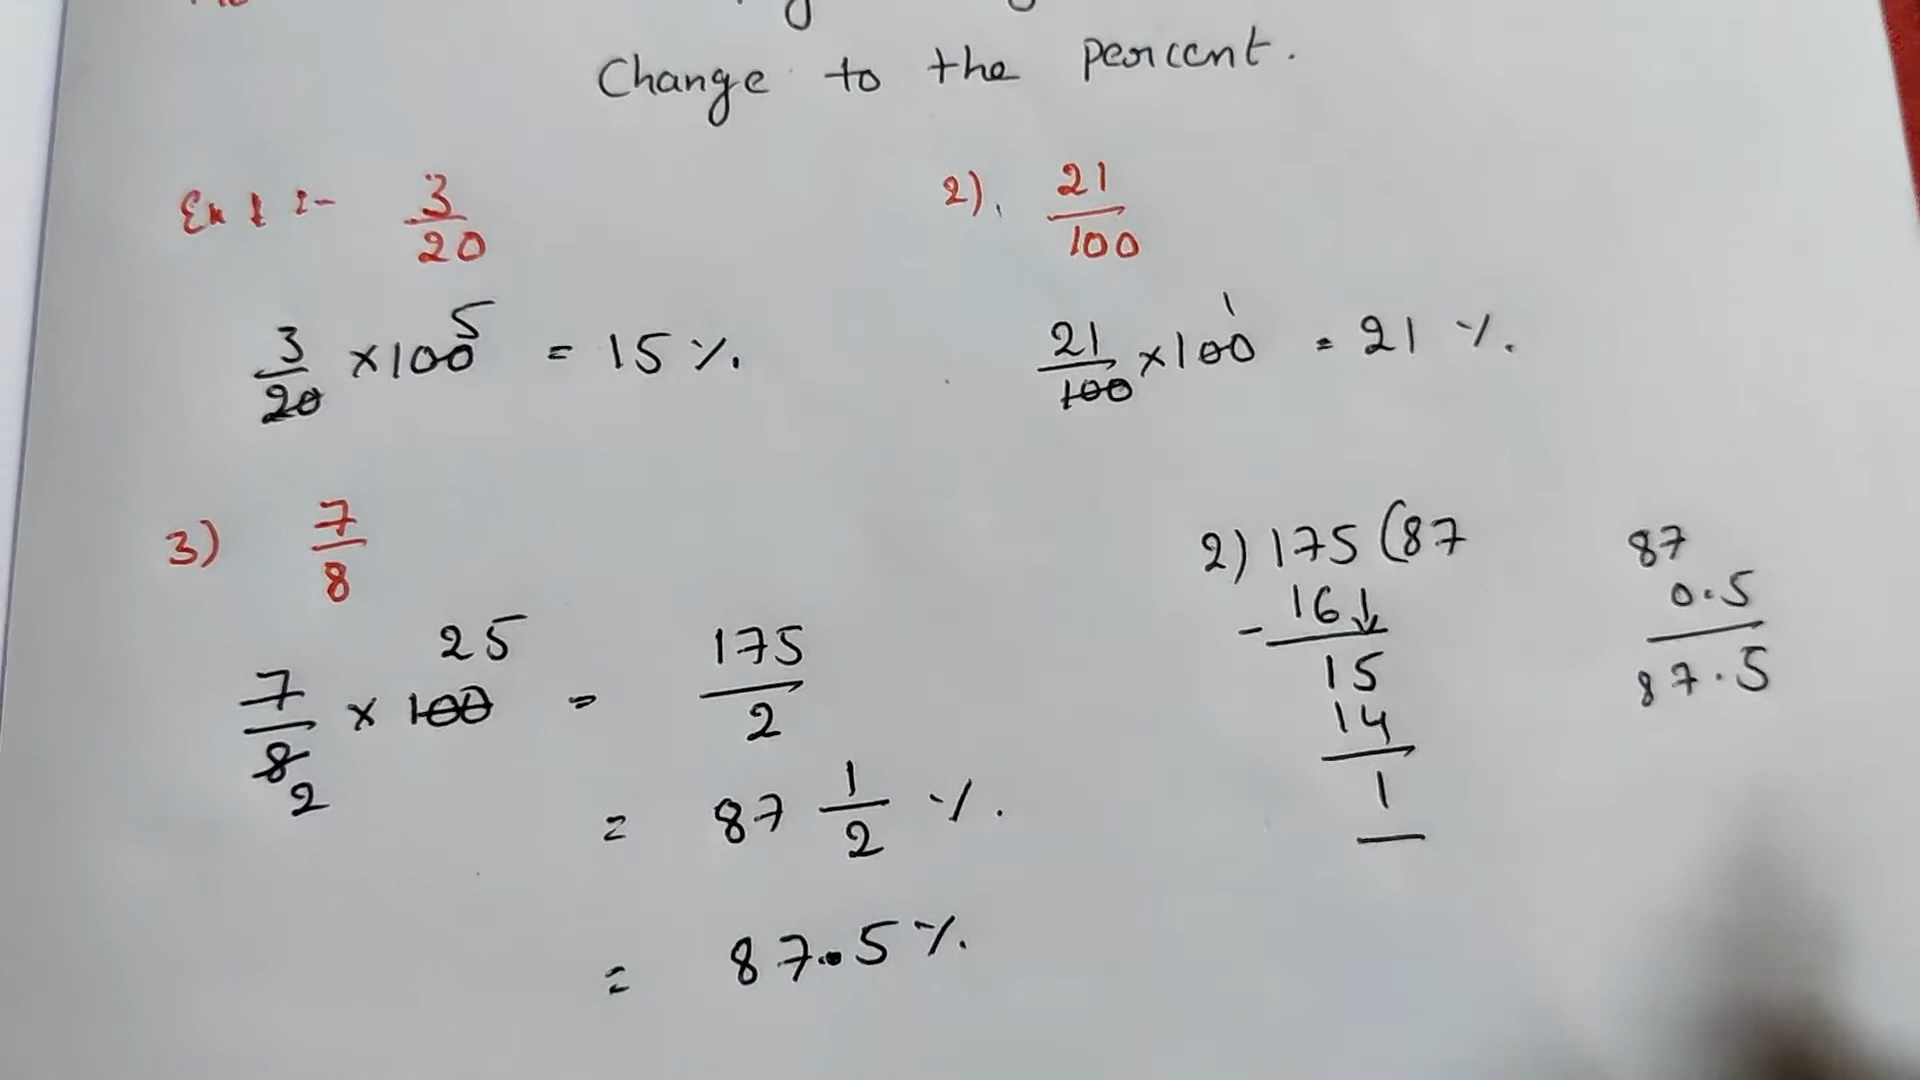 Change to the percent.
Ex 1 :- 3/20
3/20 × 100 5 = 15 %.
2). 21/100
21/100 × 100 1 = 21 %.
3) 7/8
7/8 2 × 100 25 = 175/2
= 87 1/2 %.
= 87.5 %.
2) 175 (87
- 16↓
15
14
1
87
0.5
87.5